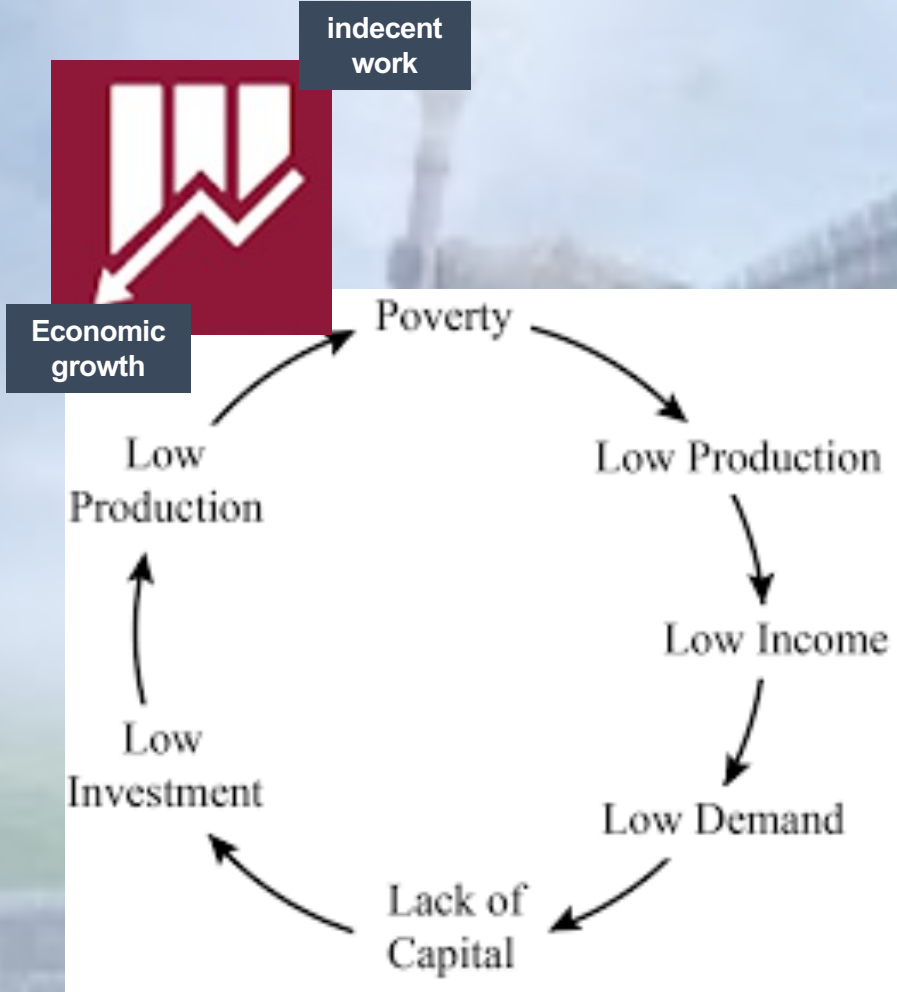 indecent
work
Economic
growth
Poverty
Low Production
Low Income
Low Demand
Lack of
Capital
Low
Investment
Low
Production